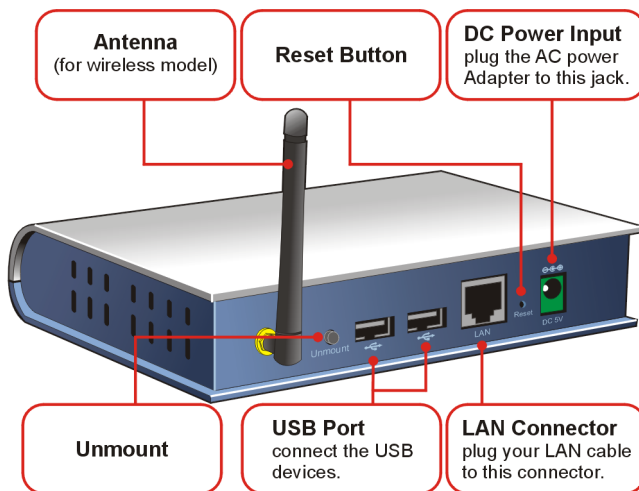 Antenna
(for wireless model)
Reset Button
DC Power Input
plug the AC power
Adapter to this jack.
Unmount
LAN
Reset
DC 5V
Unmount
USB Port
connect the USB
devices.
LAN Connector
plug your LAN cable
to this connector.